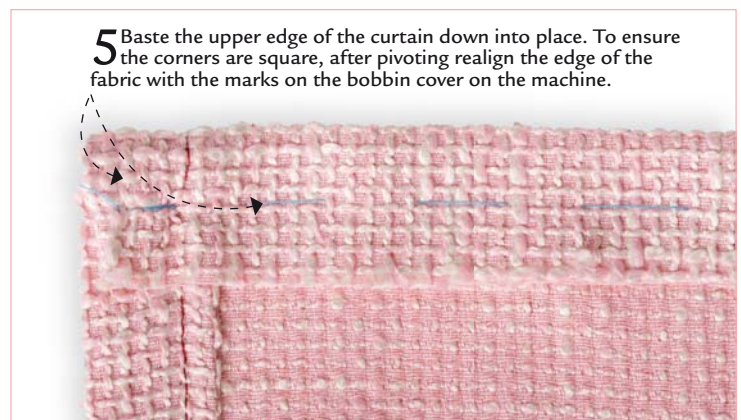 5 Baste the upper edge of the curtain down into place. To ensure
the corners are square, after pivoting realign the edge of the
fabric with the marks on the bobbin cover on the machine.